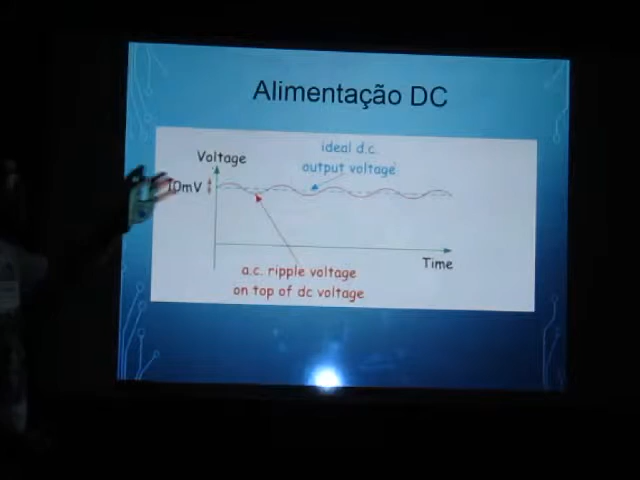 Alimentação DC
ideal d.c.
output voltage
Voltage
10mV
Time
a.c. ripple voltage
on top of dc voltage